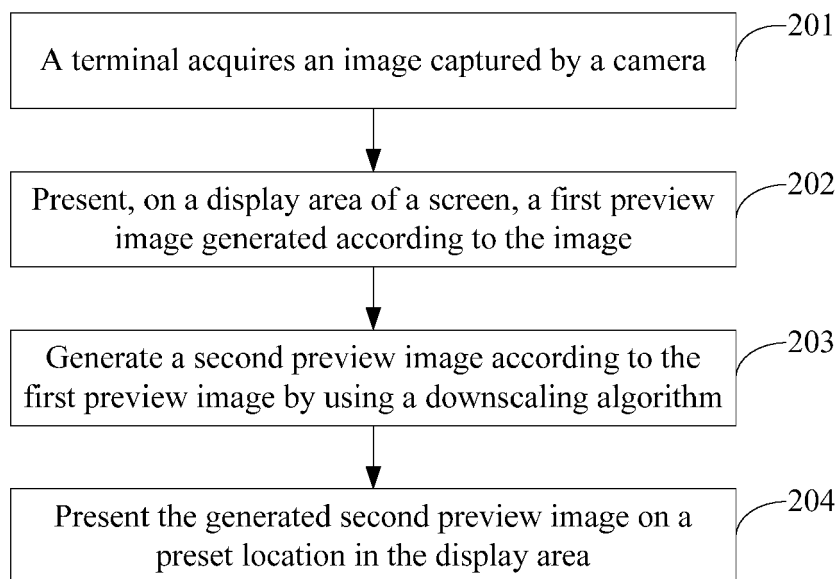 201
A terminal acquires an image captured by a camera
202
Present, on a display area of a screen, a first preview
image generated according to the image
203
Generate a second preview image according to the
first preview image by using a downscaling algorithm
204
Present the generated second preview image on a
preset location in the display area